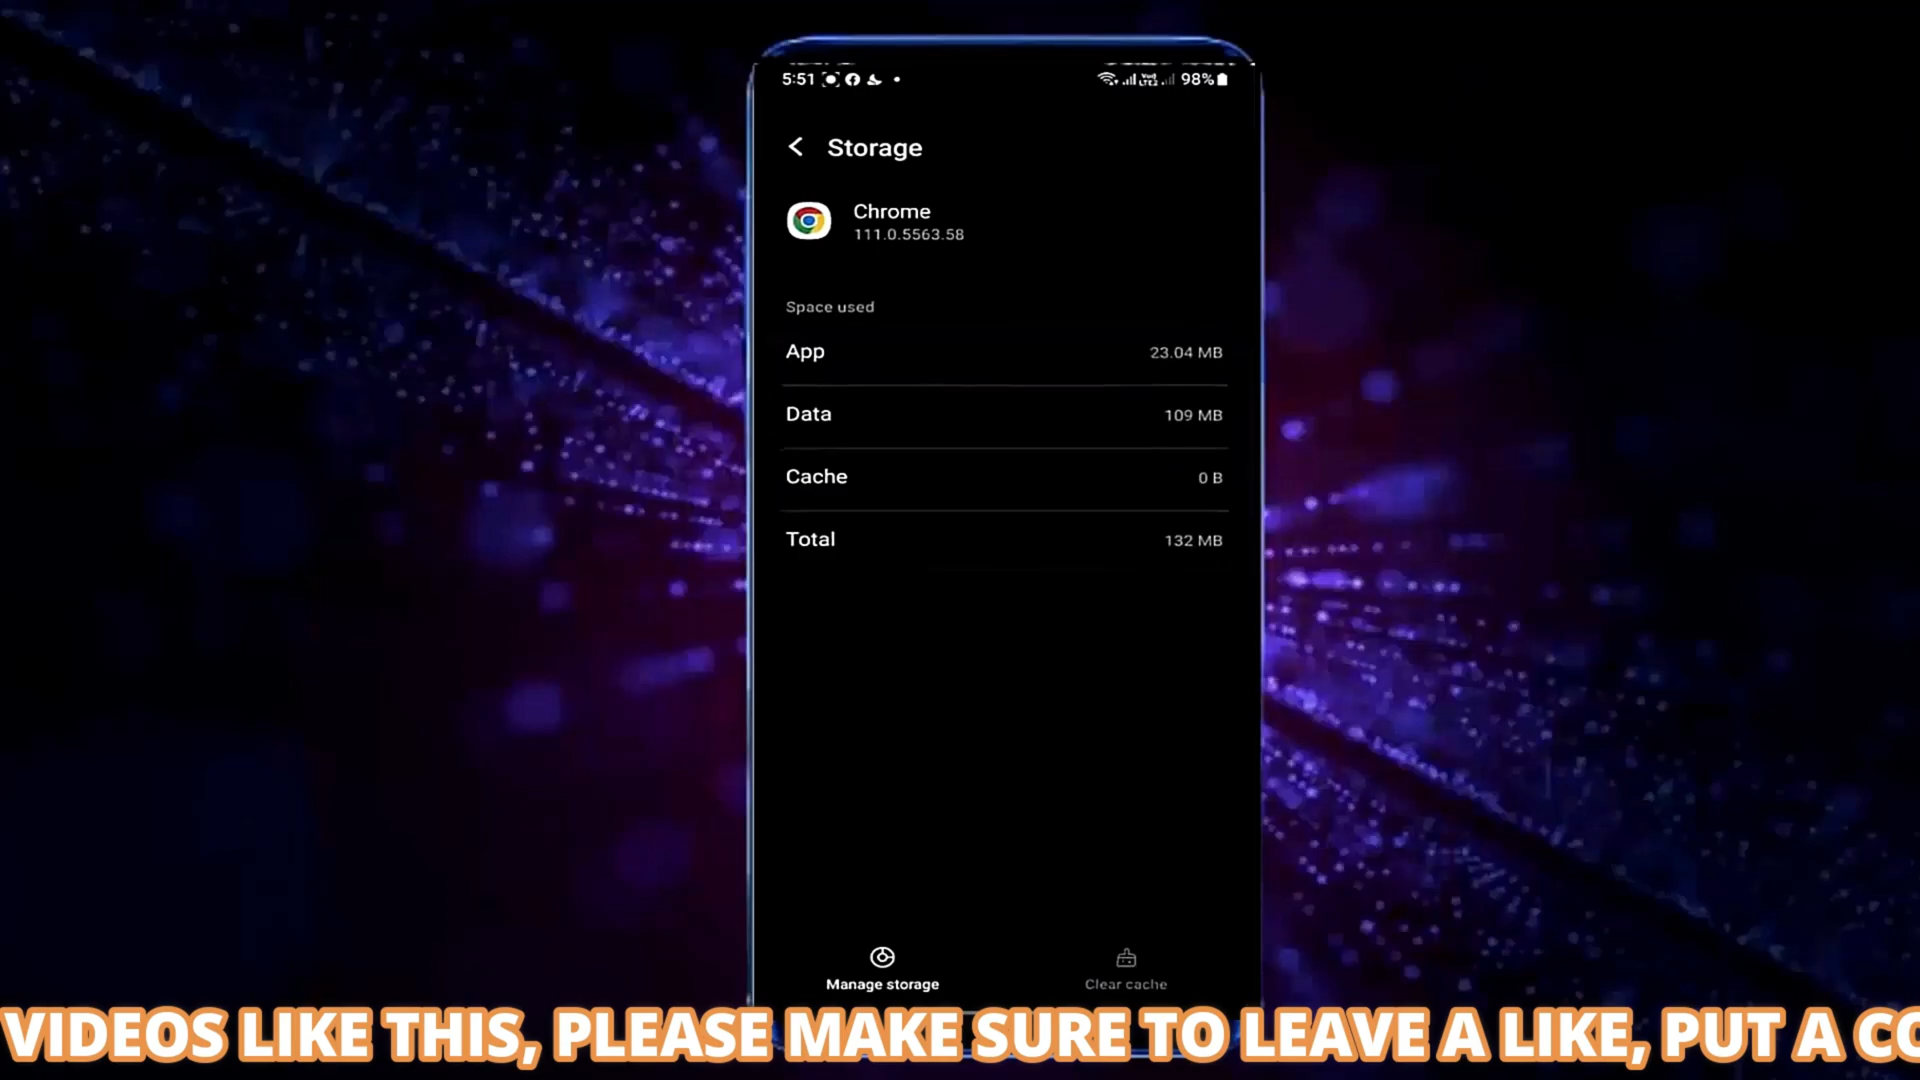 5:51
98%
Storage
Chrome
111.0.5563.58
Space used
App 23.04 MB
Data 109 MB
Cache 0 B
Total 132 MB
Manage storage
Clear cache
VIDEOS LIKE THIS, PLEASE MAKE SURE TO LEAVE A LIKE, PUT A CO